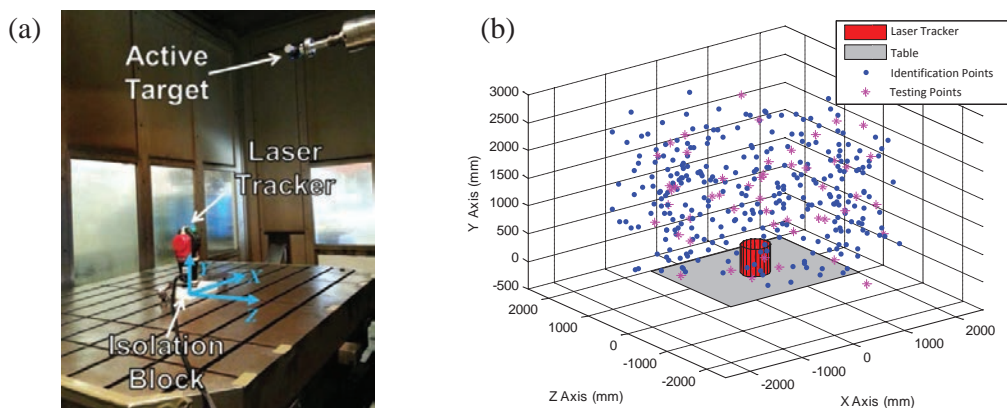 (a)
Active
Target
Laser
Tracker
Y
X
Z
Isolation
Block
(b)
Laser Tracker
Table
Identification Points
Testing Points
3000
2500
2000
1500
1000
500
0
-500
Y Axis (mm)
2000
1000
0
-1000
-2000
Z Axis (mm)
-2000
-1000
0
1000
2000
X Axis (mm)